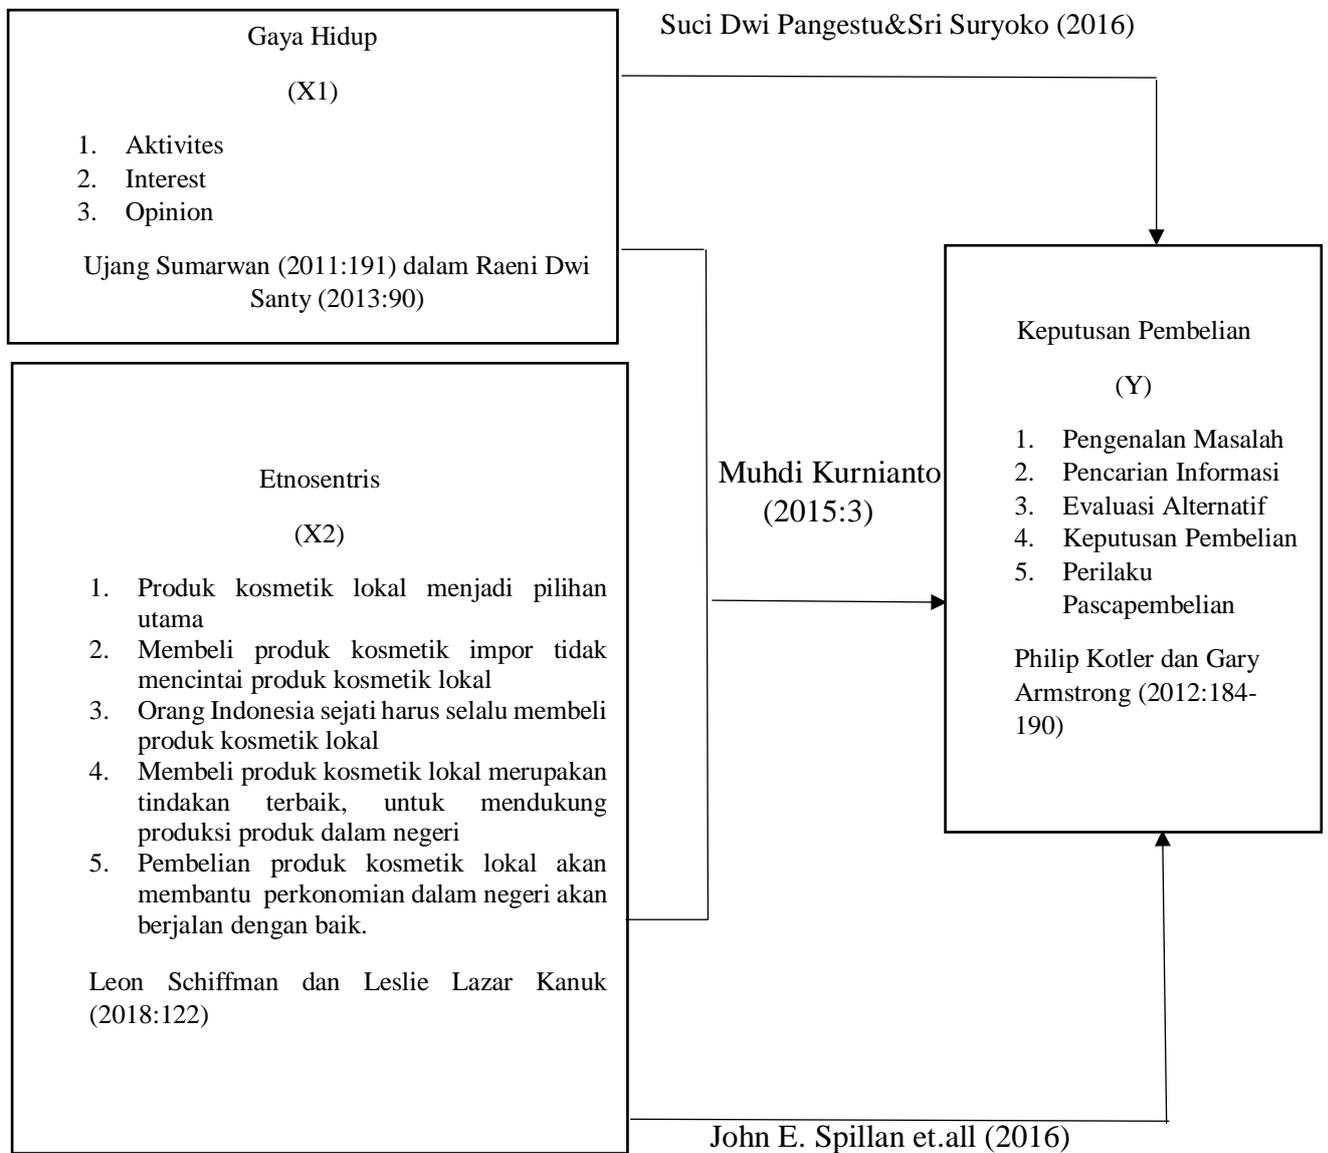 Suci Dwi Pangestu&Sri Suryoko (2016)
Gaya Hidup
(X1)
1. Aktivites
2. Interest
3. Opinion
Ujang Sumarwan (2011:191) dalam Raeni Dwi
Santy (2013:90)
Etnosentris
(X2)
1. Produk kosmetik lokal menjadi pilihan
utama
2. Membeli produk kosmetik impor tidak
mencintai produk kosmetik lokal
3. Orang Indonesia sejati harus selalu membeli
produk kosmetik lokal
4. Membeli produk kosmetik lokal merupakan
tindakan terbaik, untuk mendukung
produksi produk dalam negeri
5. Pembelian produk kosmetik lokal akan
membantu perkonomian dalam negeri akan
berjalan dengan baik.
Leon Schiffman dan Leslie Lazar Kanuk
(2018:122)
Muhdi Kurnianto
(2015:3)
Keputusan Pembelian
(Y)
1. Pengenalan Masalah
2. Pencarian Informasi
3. Evaluasi Alternatif
4. Keputusan Pembelian
5. Perilaku
Pascapembelian
Philip Kotler dan Gary
Armstrong (2012:184-
190)
John E. Spillan et.all (2016)